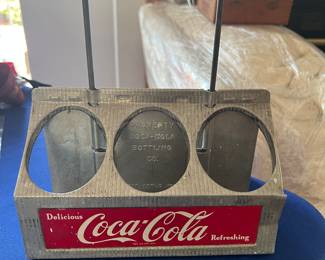 PROPERTY
COCA-COLA
BOTTLING
CO.
Delicious
Coca-Cola
Refreshing